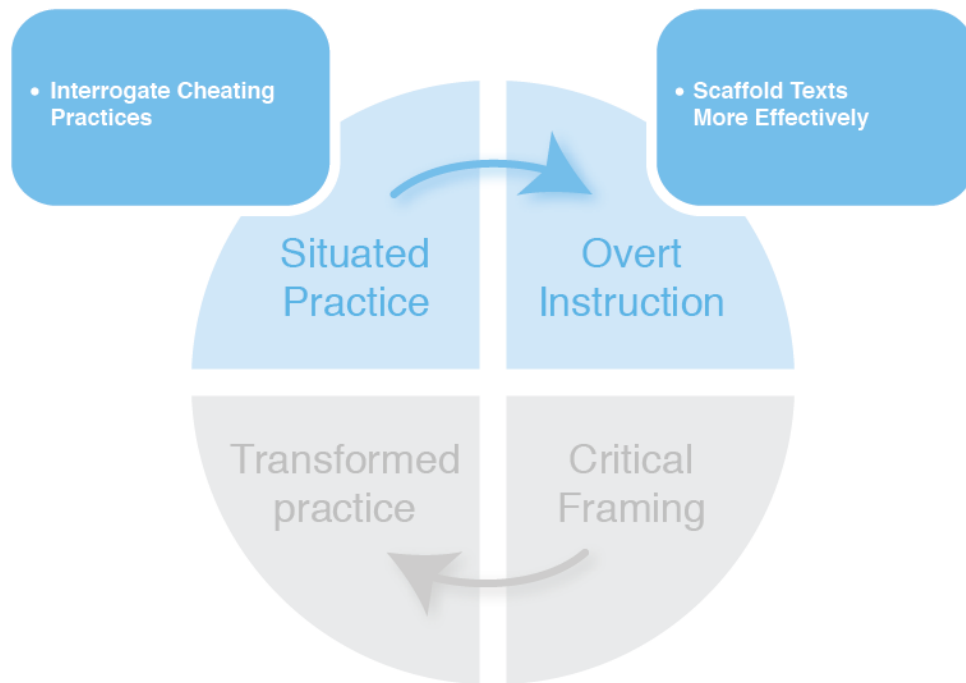 • Interrogate Cheating
Practices
• Scaffold Texts
More Effectively
Situated
Practice
Overt
Instruction
Transformed
practice
Critical
Framing